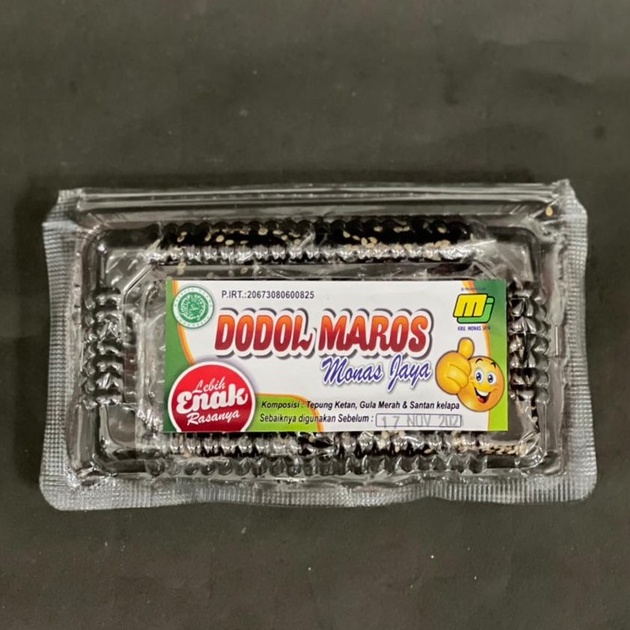 P.IRT.:20673080600825
DODOL MAROS
Monas Jaya
mj
Lebih
Enak
Rasanya
Komposisi : Tepung Ketan, Gula Merah & Santan kelapa
Sebaiknya digunakan Sebelum : 17 NOV 202